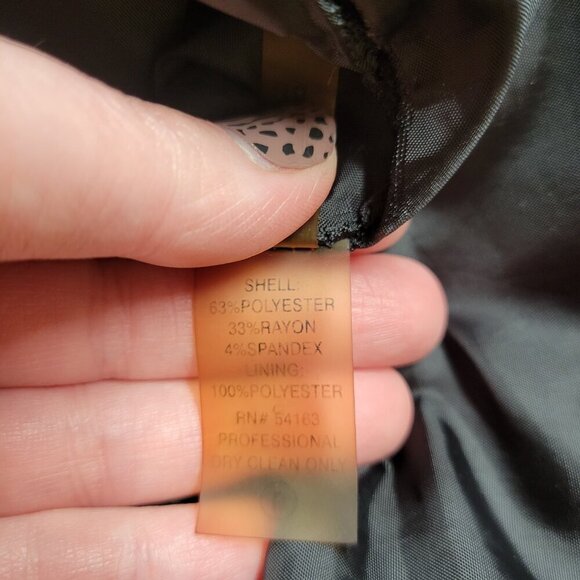 SHELL:
63%POLYESTER
33%RAYON
4%SPANDEX
LINING:
100%POLYESTER
RN# 54163
PROFESSIONAL
DRY CLEAN ONLY